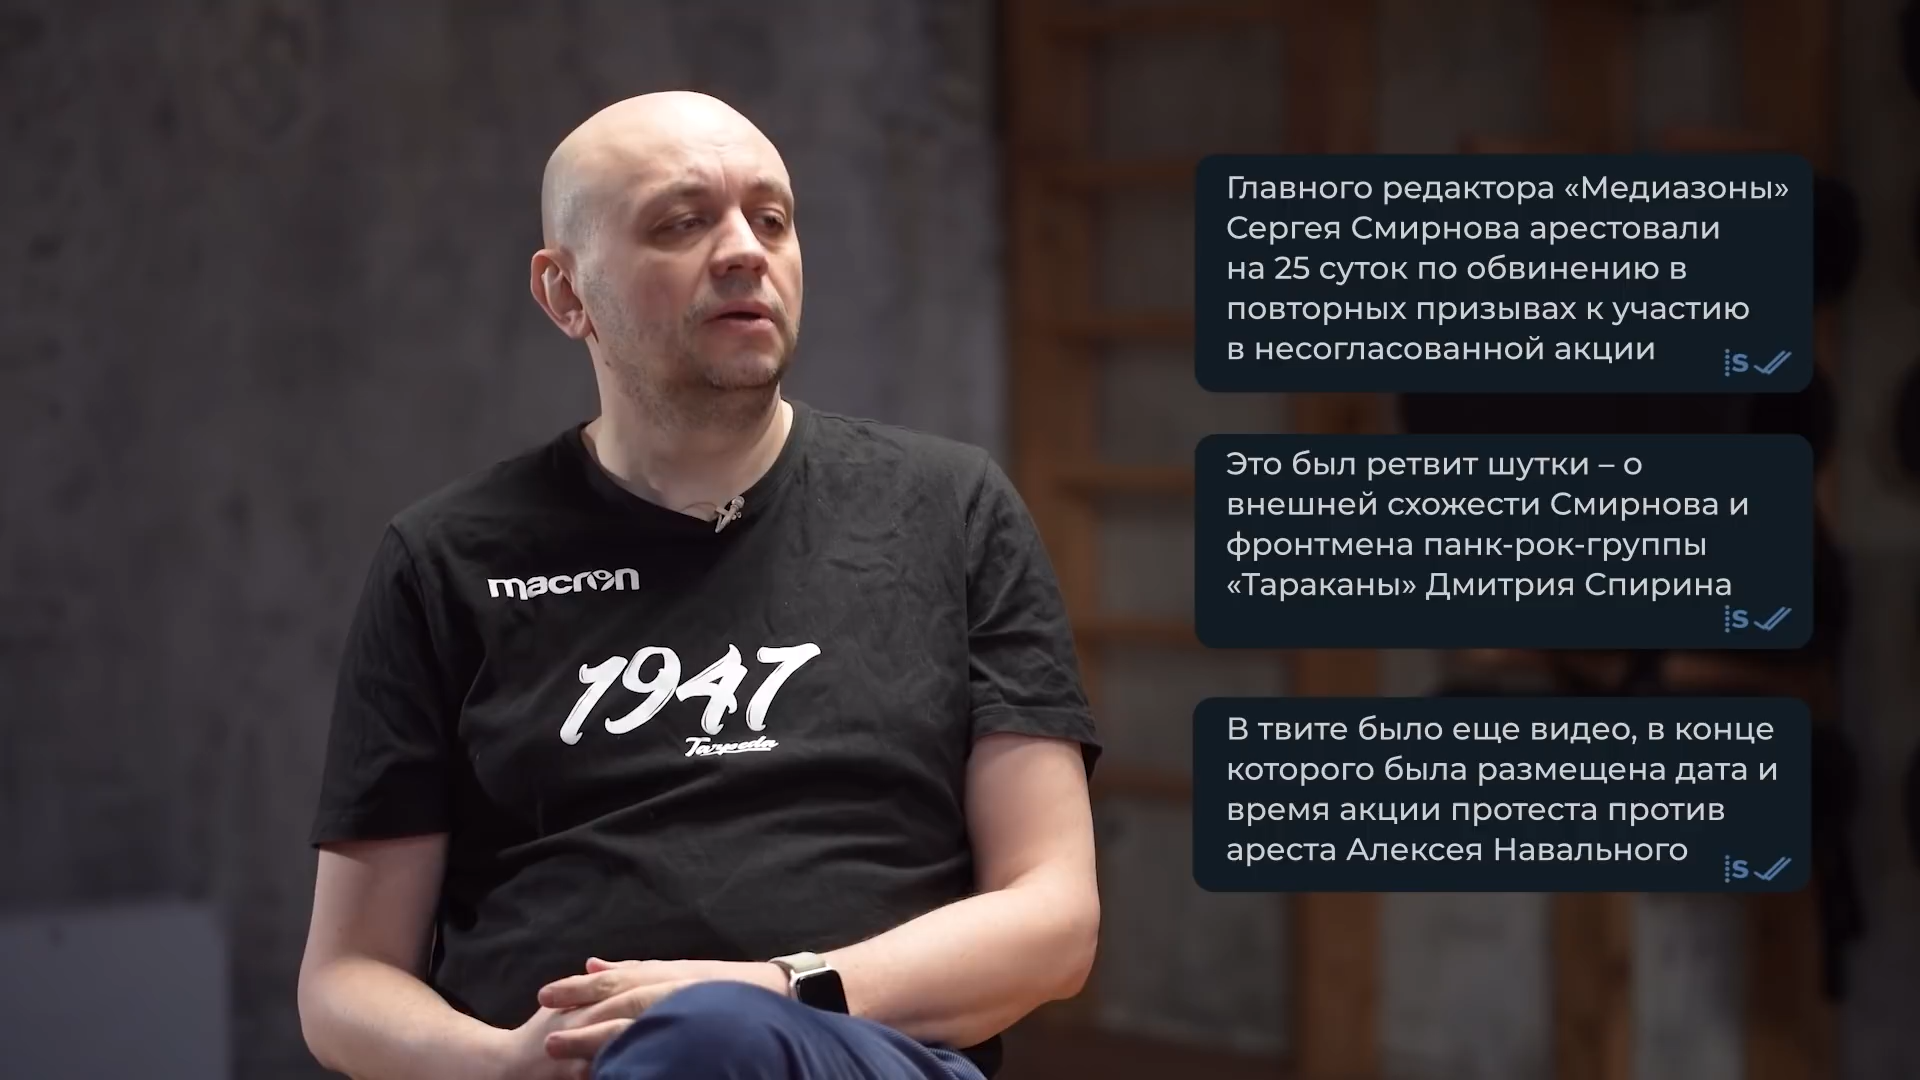 macron
1947
Torpedo
Главного редактора «Медиазоны»
Сергея Смирнова арестовали
на 25 суток по обвинению в
повторных призывах к участию
в несогласованной акции
S
Это был ретвит шутки – о
внешней схожести Смирнова и
фронтмена панк-рок-группы
«Тараканы» Дмитрия Спирина
S
В твите было еще видео, в конце
которого была размещена дата и
время акции протеста против
ареста Алексея Навального
S